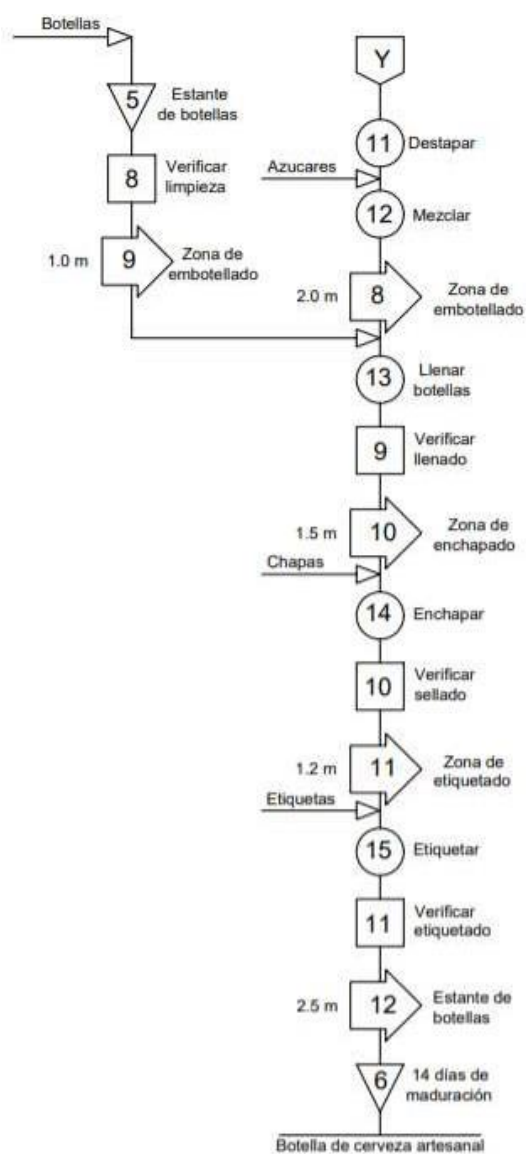 Botellas
5
Estante
de botellas
8
Verificar
limpieza
1.0 m
9
Zona de
embotellado
Y
11
Destapar
Azucares
12
Mezclar
2.0 m
8
Zona de
embotellado
13
Llenar
botellas
9
Verificar
llenado
1.5 m
10
Zona de
enchapado
Chapas
14
Enchapar
10
Verificar
sellado
1.2 m
11
Zona de
etiquetado
Etiquetas
15
Etiquetar
11
Verificar
etiquetado
2.5 m
12
Estante de
botellas
6
14 días de
maduración
Botella de cerveza artesanal